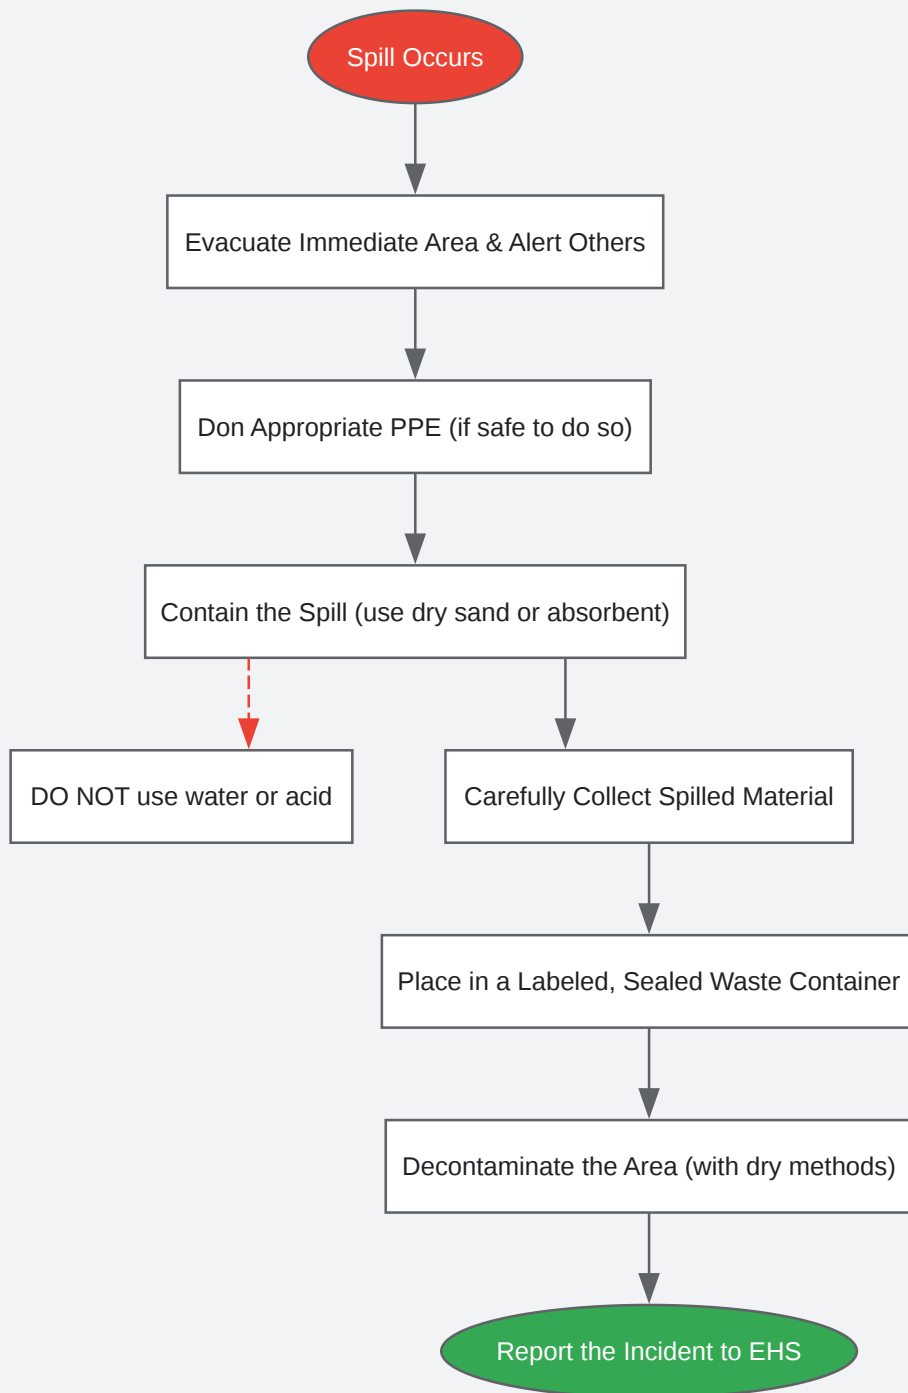 Spill Occurs
Evacuate Immediate Area & Alert Others
Don Appropriate PPE (if safe to do so)
Contain the Spill (use dry sand or absorbent)
DO NOT use water or acid
Carefully Collect Spilled Material
Place in a Labeled, Sealed Waste Container
Decontaminate the Area (with dry methods)
Report the Incident to EHS